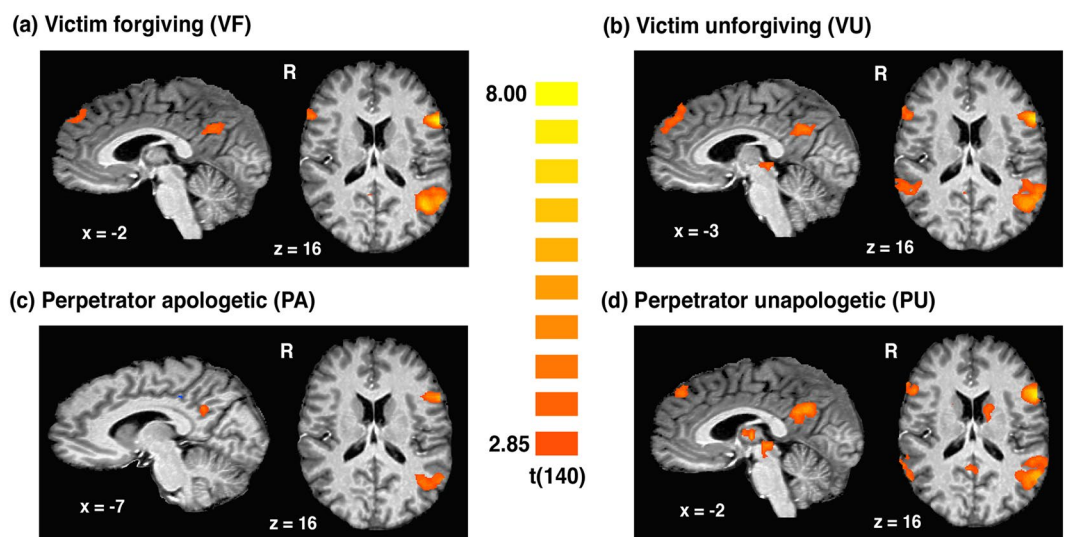 (a) Victim forgiving (VF)
R
x = -2
z = 16
8.00
2.85
t(140)
(b) Victim unforgiving (VU)
R
x = -3
z = 16
(c) Perpetrator apologetic (PA)
R
x = -7
z = 16
(d) Perpetrator unapologetic (PU)
R
x = -2
z = 16